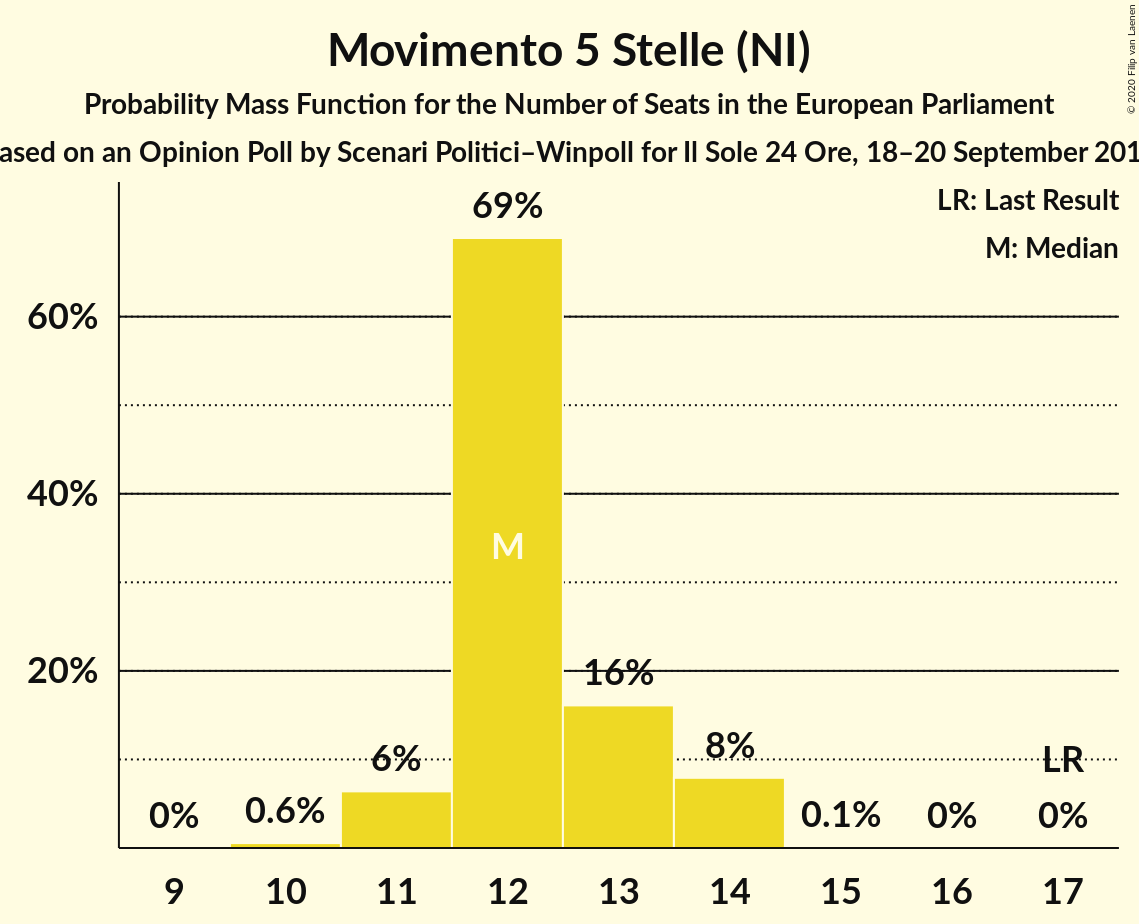 Movimento 5 Stelle (NI)
Probability Mass Function for the Number of Seats in the European Parliament
ased on an Opinion Poll by Scenari Politici–Winpoll for Il Sole 24 Ore, 18–20 September 201
© 2020 Filip van Laenen
LR: Last Result
M: Median
69%
60%
40%
M
20%
16%
6%
8%
LR
0%
0.6%
0.1%
0%
0%
9
10
11
12
13
14
15
16
17